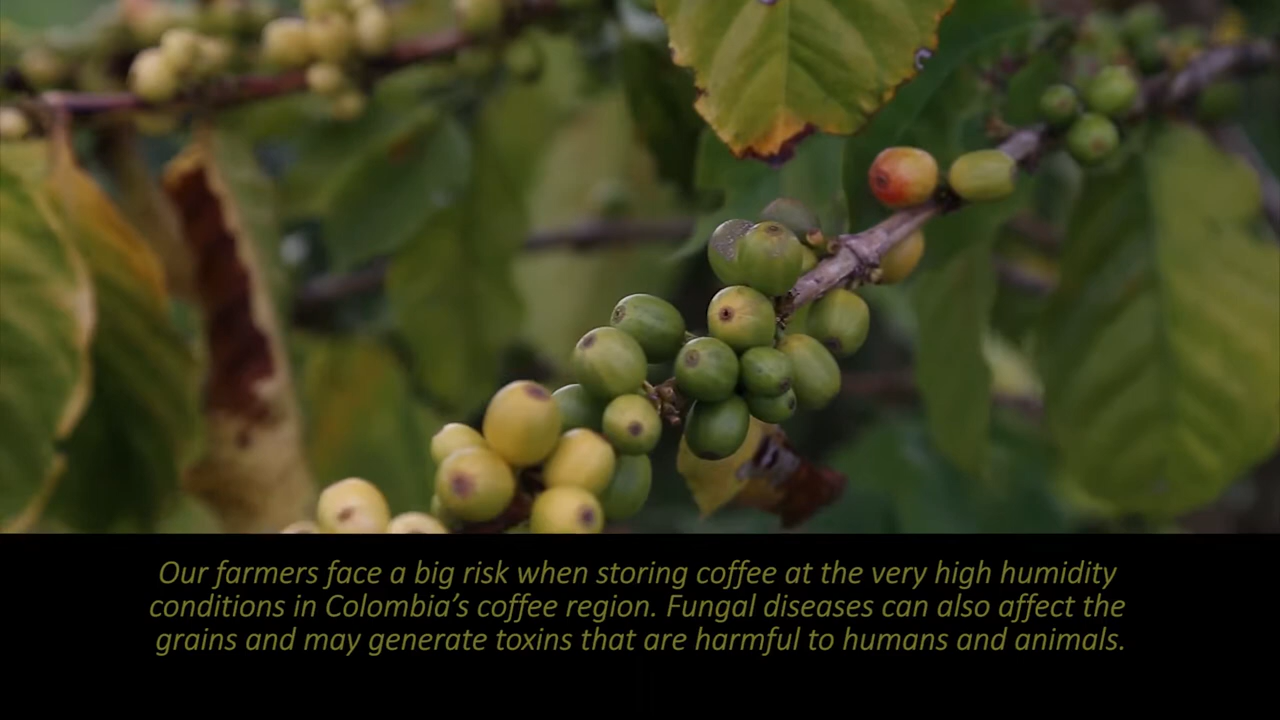 Our farmers face a big risk when storing coffee at the very high humidity
conditions in Colombia’s coffee region. Fungal diseases can also affect the
grains and may generate toxins that are harmful to humans and animals.